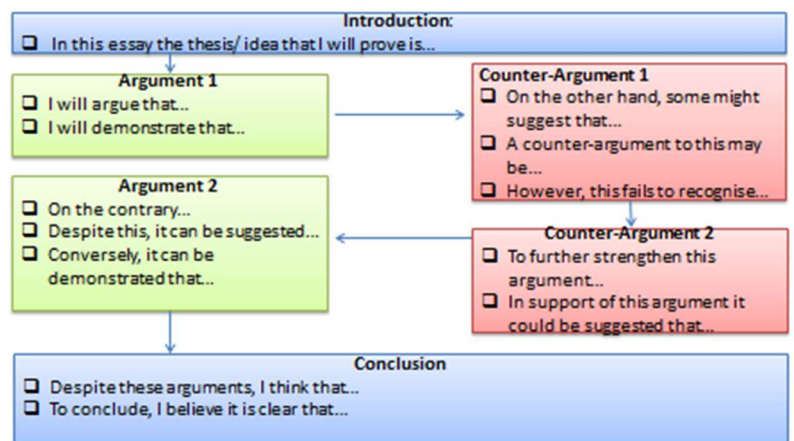 Introduction:
❑ In this essay the thesis/ idea that I will prove is...
Argument 1
❑ I will argue that...
❑ I will demonstrate that...
Counter-Argument 1
❑ On the other hand, some might
suggest that...
❑ A counter-argument to this may
be...
❑ However, this fails to recognise...
Counter-Argument 2
❑ To further strengthen this
argument...
❑ In support of this argument it
could be suggested that...
Argument 2
❑ On the contrary...
❑ Despite this, it can be suggested...
❑ Conversely, it can be
demonstrated that...
Conclusion
❑ Despite these arguments, I think that...
❑ To conclude, I believe it is clear that...